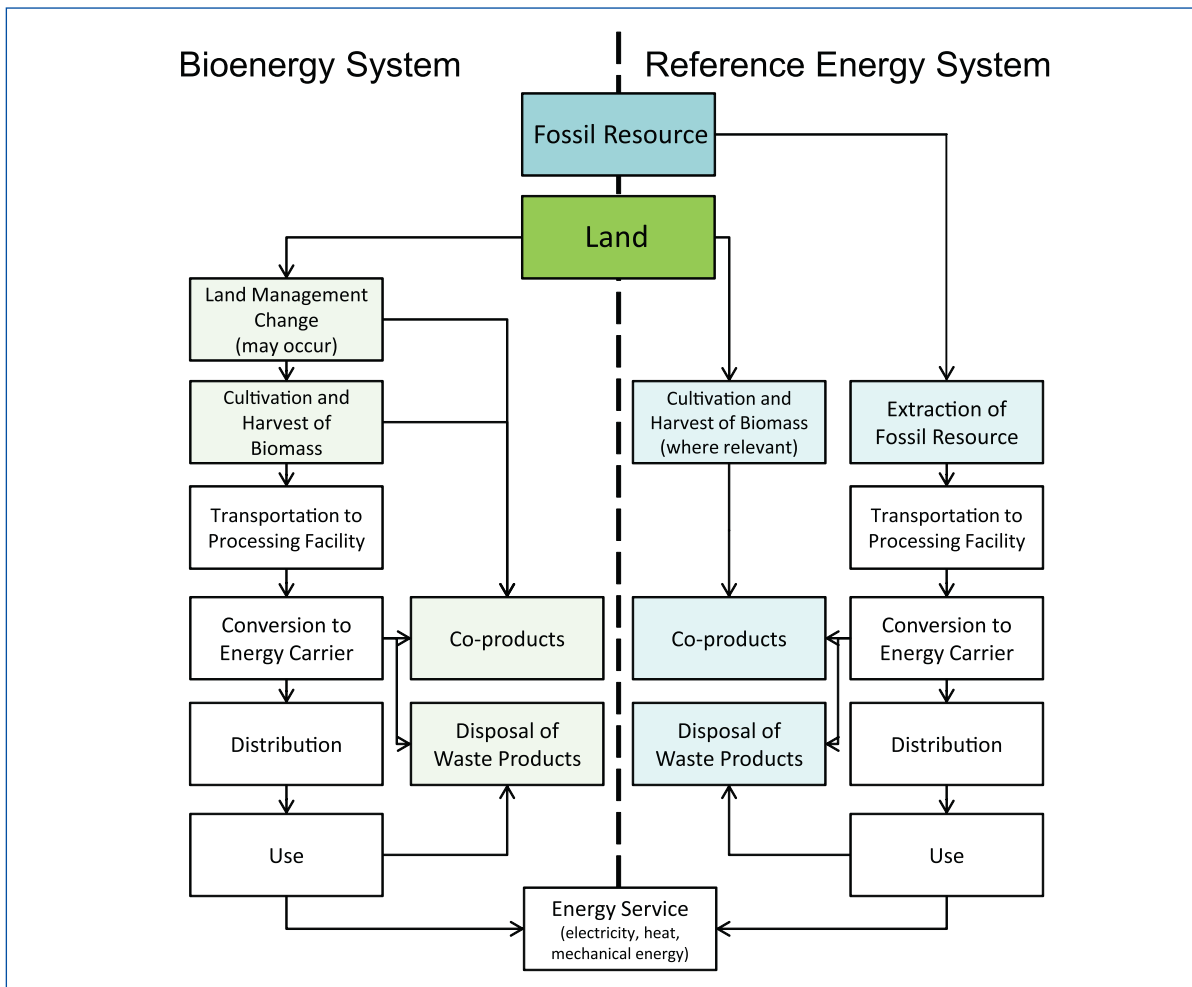 Bioenergy System
Reference Energy System
Fossil Resource
Land
Land Management
Change
(may occur)
Cultivation and
Harvest of
Biomass
Cultivation and
Harvest of Biomass
(where relevant)
Extraction of
Fossil Resource
Transportation to
Processing Facility
Transportation to
Processing Facility
Conversion to
Energy Carrier
Co-products
Co-products
Conversion to
Energy Carrier
Distribution
Disposal of
Waste Products
Disposal of
Waste Products
Distribution
Use
Use
Energy Service
(electricity, heat,
mechanical energy)